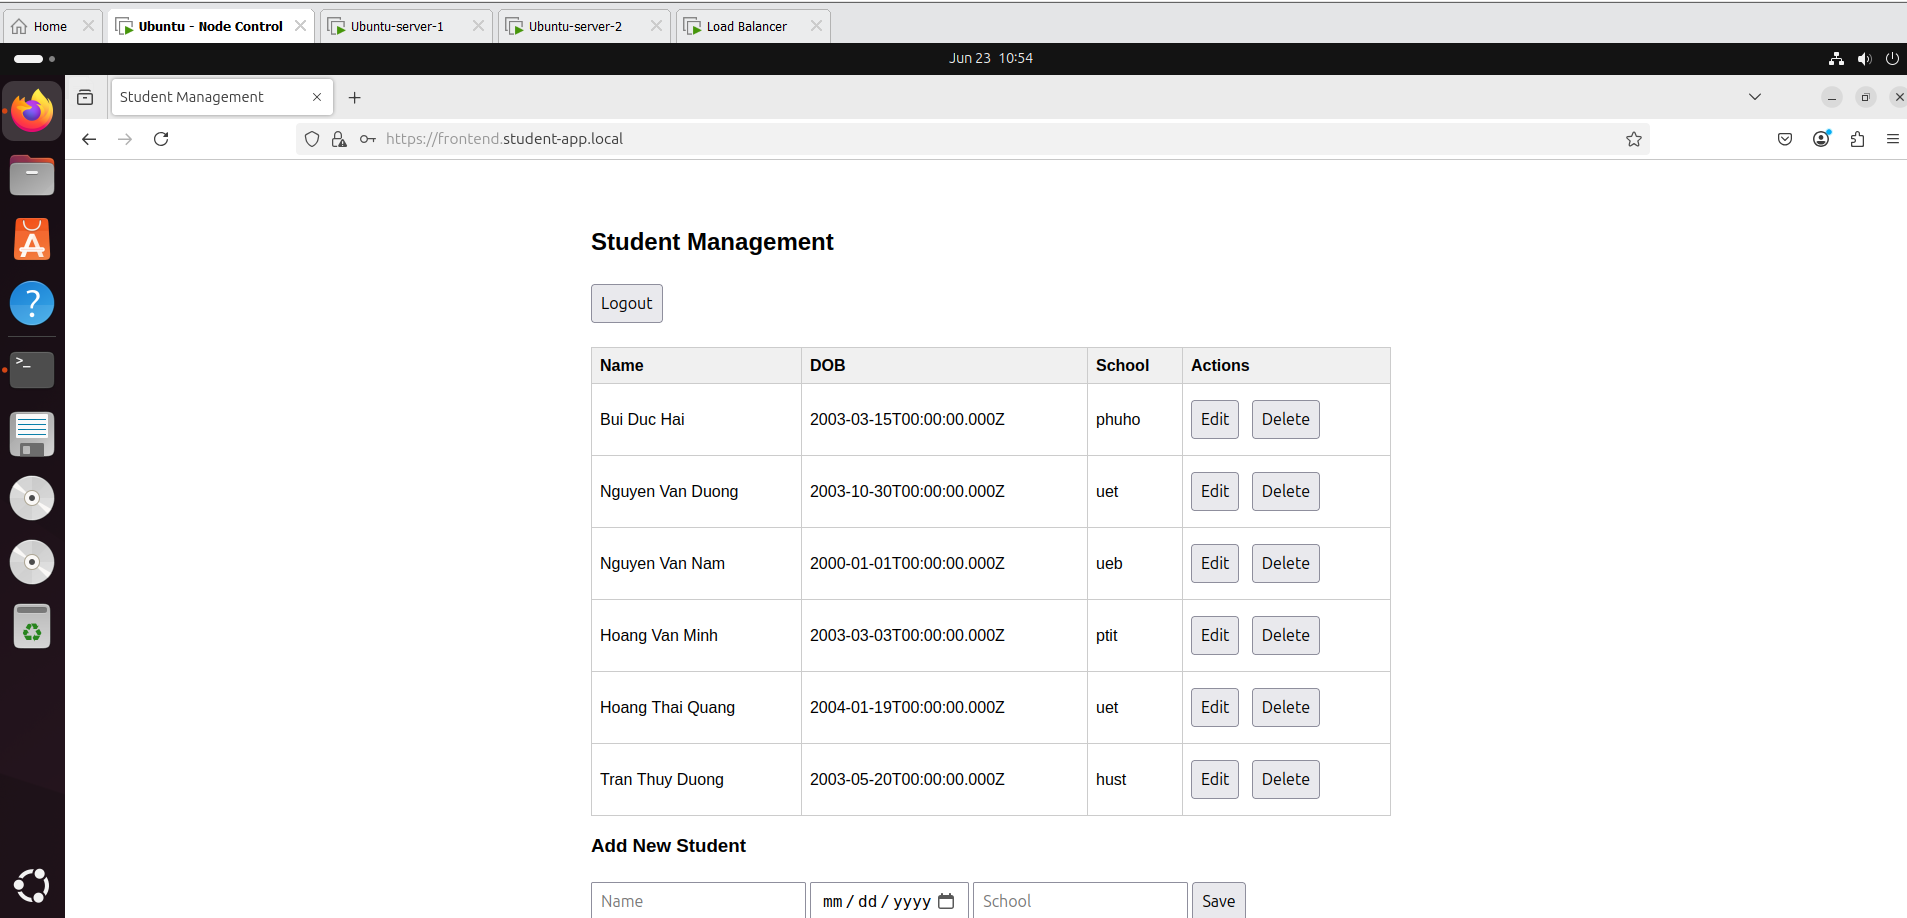 Home Ubuntu - Node Control Ubuntu-server-1 Ubuntu-server-2 Load Balancer
Jun 23 10:54
Student Management
https://frontend.student-app.local
Student Management
Logout
Name DOB School Actions
Bui Duc Hai 2003-03-15T00:00:00.000Z phuho Edit Delete
Nguyen Van Duong 2003-10-30T00:00:00.000Z uet Edit Delete
Nguyen Van Nam 2000-01-01T00:00:00.000Z ueb Edit Delete
Hoang Van Minh 2003-03-03T00:00:00.000Z ptit Edit Delete
Hoang Thai Quang 2004-01-19T00:00:00.000Z uet Edit Delete
Tran Thuy Duong 2003-05-20T00:00:00.000Z hust Edit Delete
Add New Student
Name mm/dd/yyyy School Save